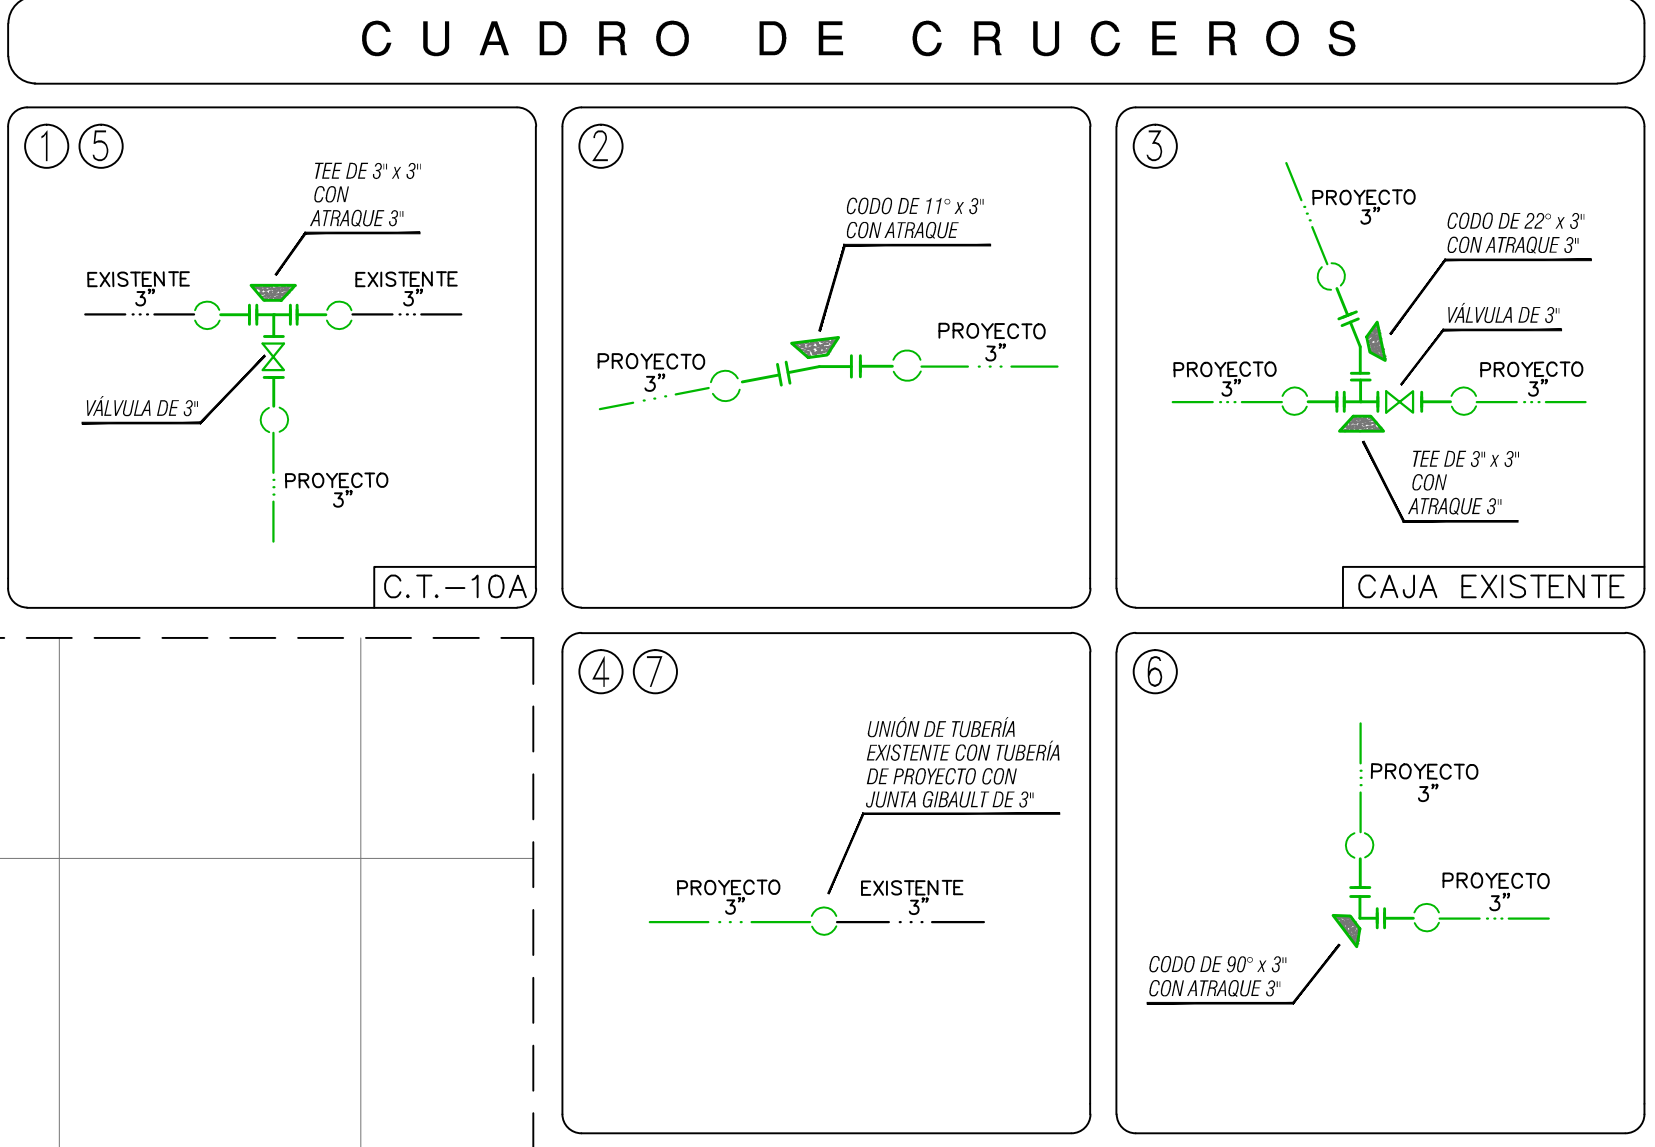 CUADRO DE CRUCEROS
1 5
TEE DE 3" x 3"
CON
ATRAQUE 3"
EXISTENTE
3"
EXISTENTE
3"
VÁLVULA DE 3"
PROYECTO
3"
C.T.-10A
2
CODO DE 11° x 3"
CON ATRAQUE
PROYECTO
3"
PROYECTO
3"
3
PROYECTO
3"
CODO DE 22° x 3"
CON ATRAQUE 3"
VÁLVULA DE 3"
PROYECTO
3"
PROYECTO
3"
TEE DE 3" x 3"
CON
ATRAQUE 3"
CAJA EXISTENTE
4 7
UNIÓN DE TUBERÍA
EXISTENTE CON TUBERÍA
DE PROYECTO CON
JUNTA GIBAULT DE 3"
PROYECTO
3"
EXISTENTE
3"
6
PROYECTO
3"
PROYECTO
3"
CODO DE 90° x 3"
CON ATRAQUE 3"